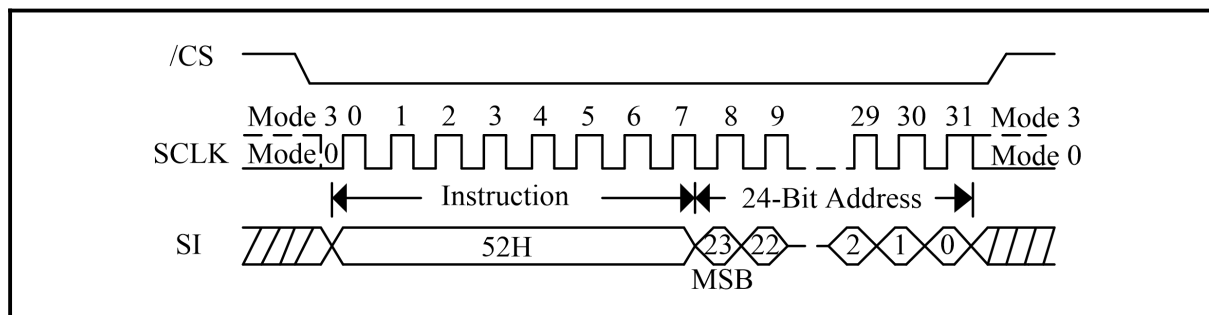 /CS
Mode 3 0 1 2 3 4 5 6 7 8 9 29 30 31 Mode 3
SCLK Mode 0 Mode 0
Instruction 24-Bit Address
SI 52H 23 22 2 1 0
MSB